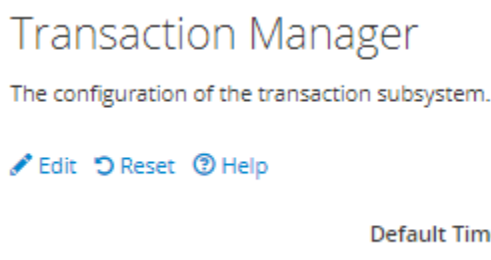 Transaction Manager
The configuration of the transaction subsystem.
Edit Reset Help
Default Tim